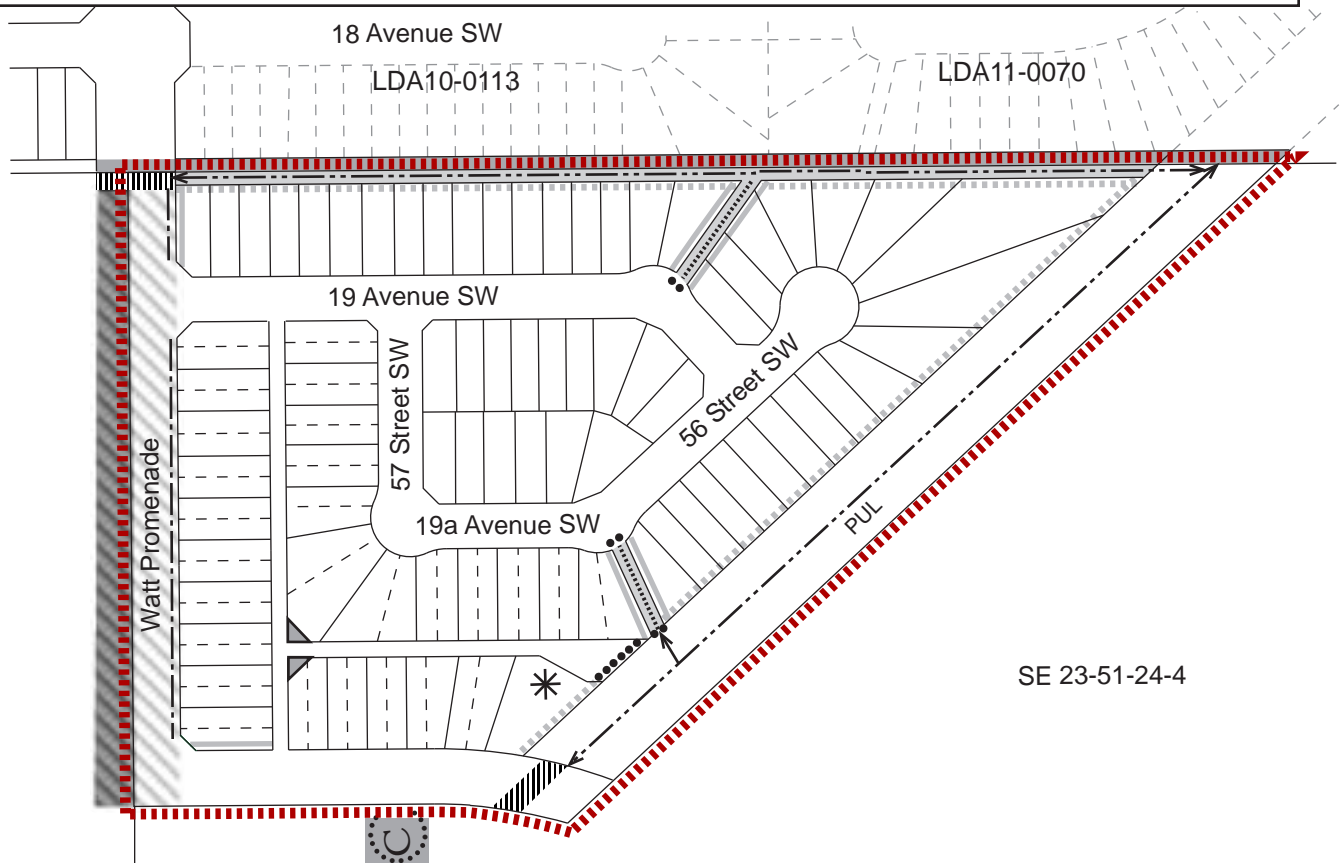 18 Avenue SW
LDA10-0113
LDA11-0070
19 Avenue SW
57 Street SW
56 Street SW
Watt Promenade
19a Avenue SW
PUL
SE 23-51-24-4
C